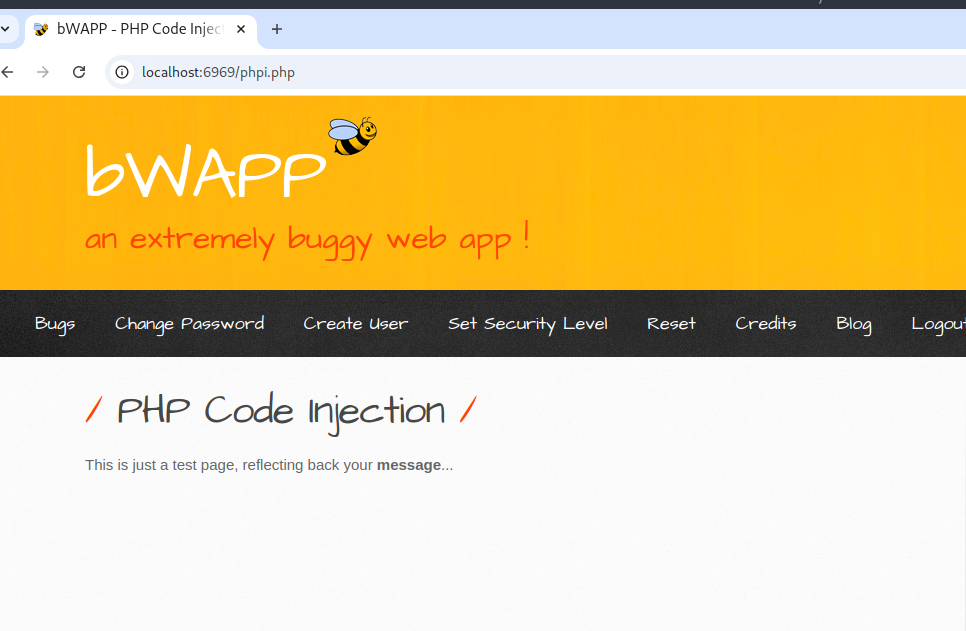 bWAPP - PHP Code Injec
localhost:6969/phpi.php
bWAPP
an extremely buggy web app !
Bugs Change Password Create User Set Security Level Reset Credits Blog Logout
/ PHP Code Injection /
This is just a test page, reflecting back your message...